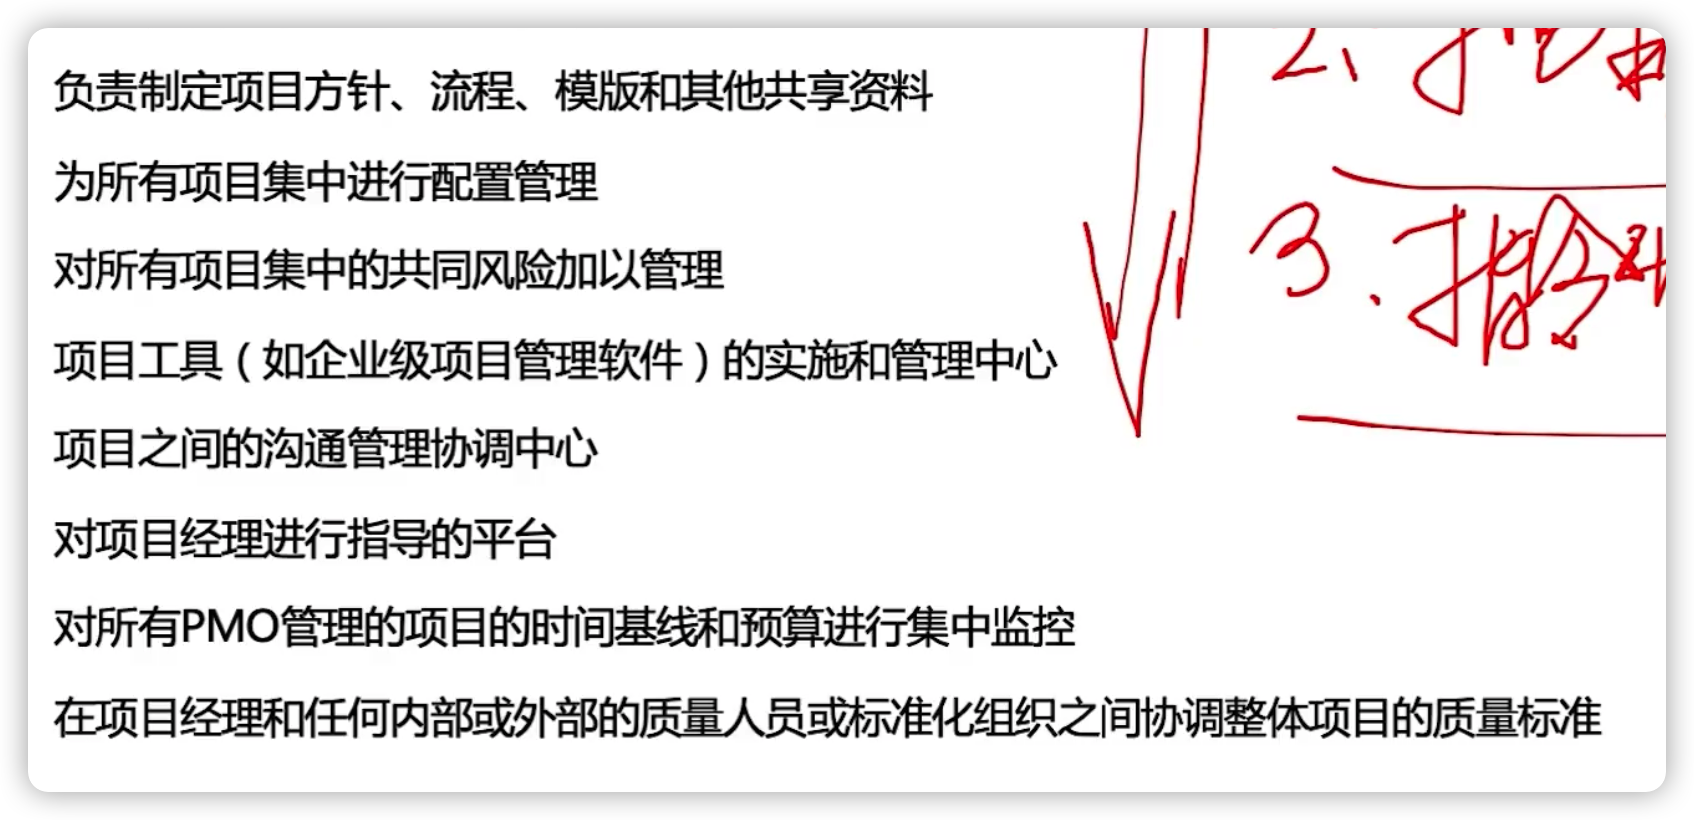 负责制定项目方针、流程、模版和其他共享资料
2、
为所有项目集中进行配置管理
对所有项目集中的共同风险加以管理
3、指令
项目工具（如企业级项目管理软件）的实施和管理中心
项目之间的沟通管理协调中心
对项目经理进行指导的平台
对所有PMO管理的项目的时间基线和预算进行集中监控
在项目经理和任何内部或外部的质量人员或标准化组织之间协调整体项目的质量标准